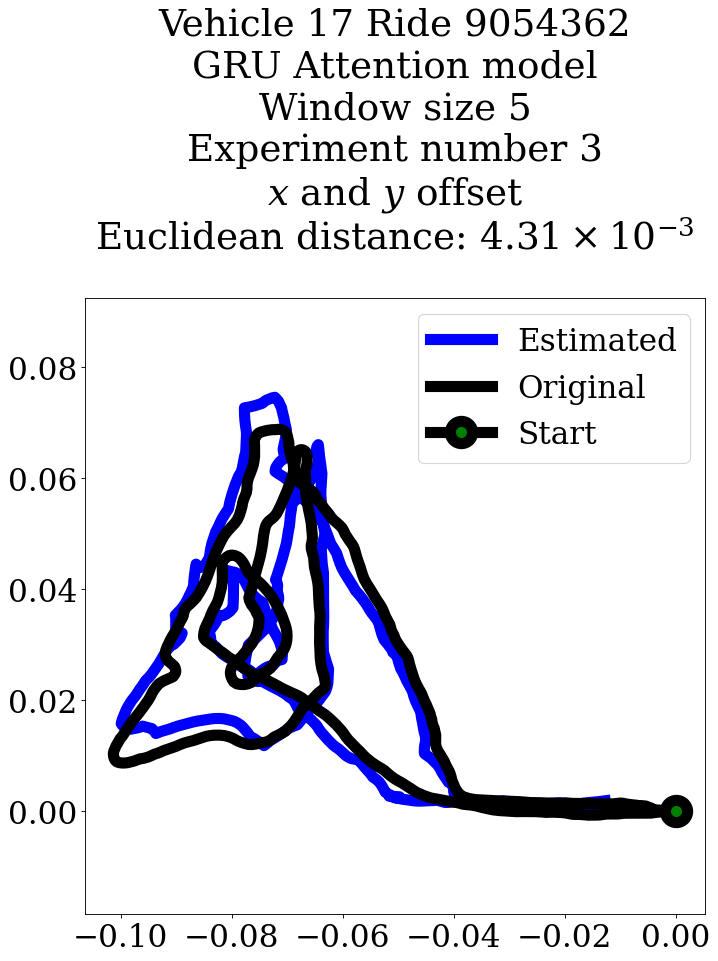 Vehicle 17 Ride 9054362
GRU Attention model
Window size 5
Experiment number 3
x and y offset
Euclidean distance: 4.31 × 10⁻³
Estimated
Original
Start
0.08
0.06
0.04
0.02
0.00
−0.10 −0.08 −0.06 −0.04 −0.02 0.00